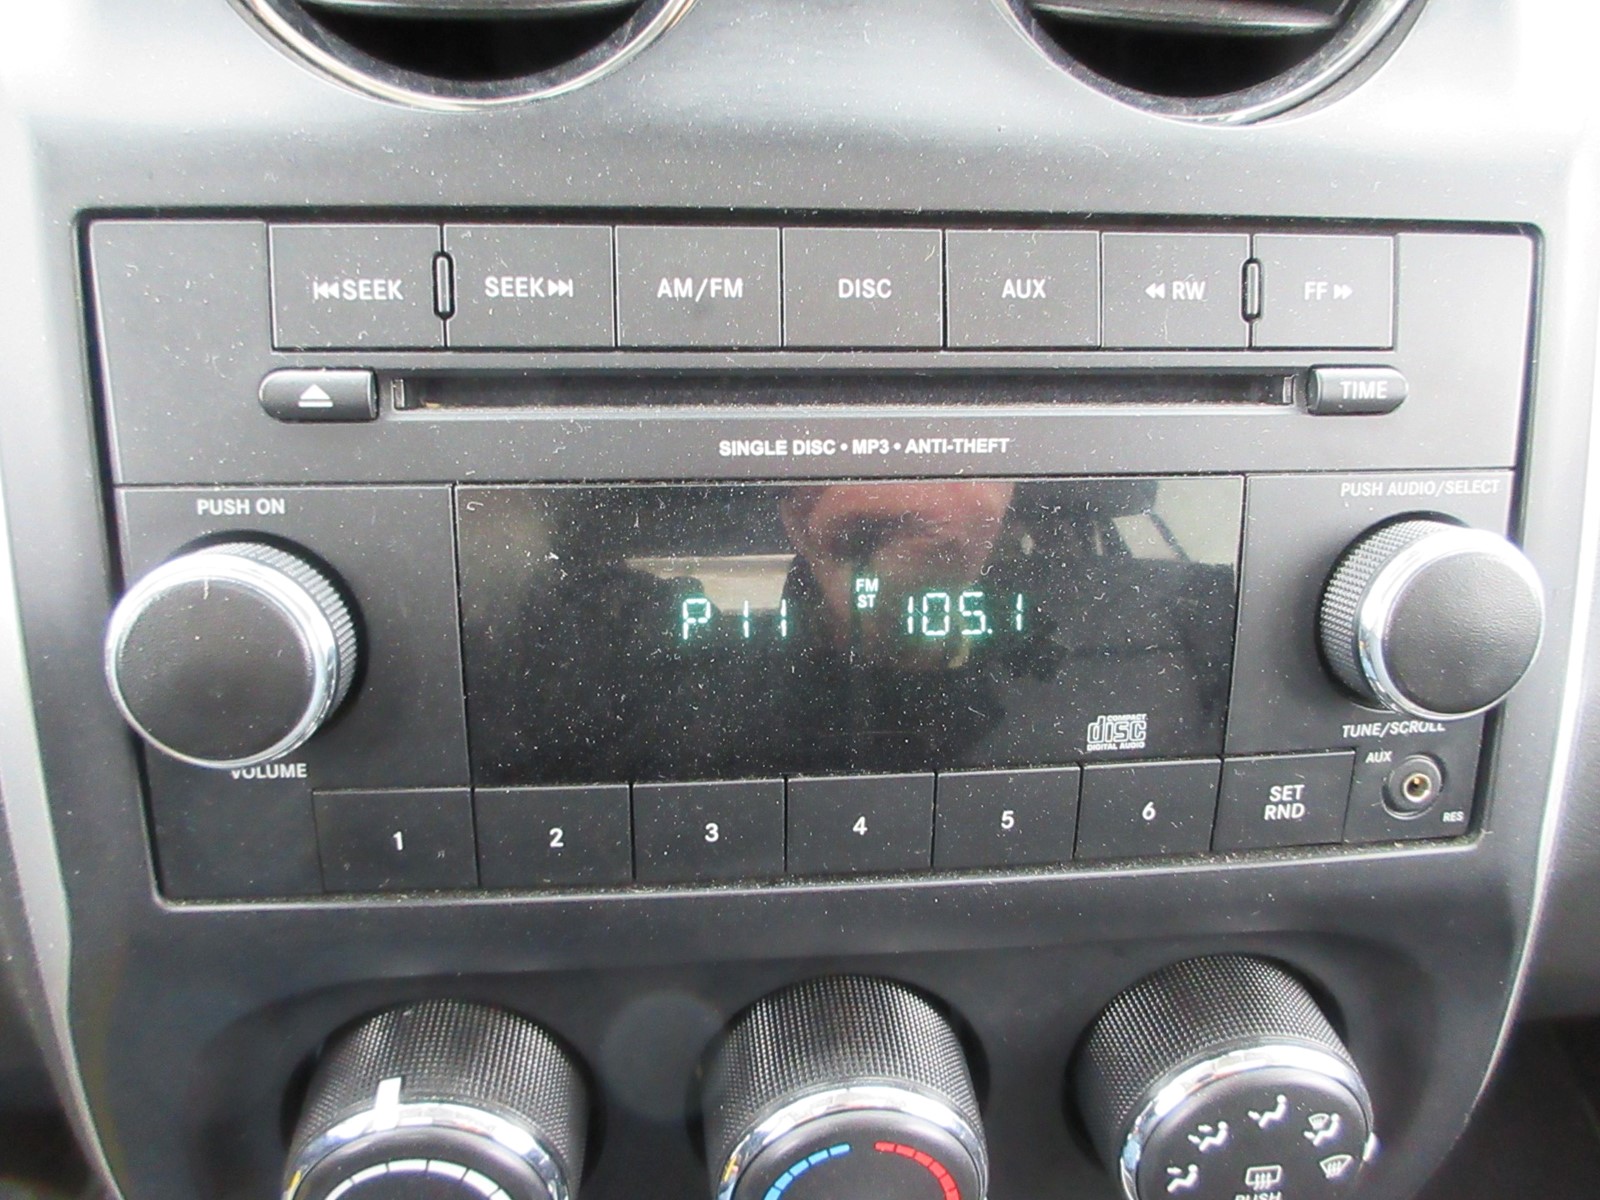 SEEK SEEK AM/FM DISC AUX RW FF
TIME
SINGLE DISC • MP3 • ANTI-THEFT
PUSH ON
PUSH AUDIO/SELECT
P 11 FM ST 105.1
COMPACT
disc
DIGITAL AUDIO
VOLUME
TUNE/SCROLL
AUX
RES
1 2 3 4 5 6 SET
RND
PUSH